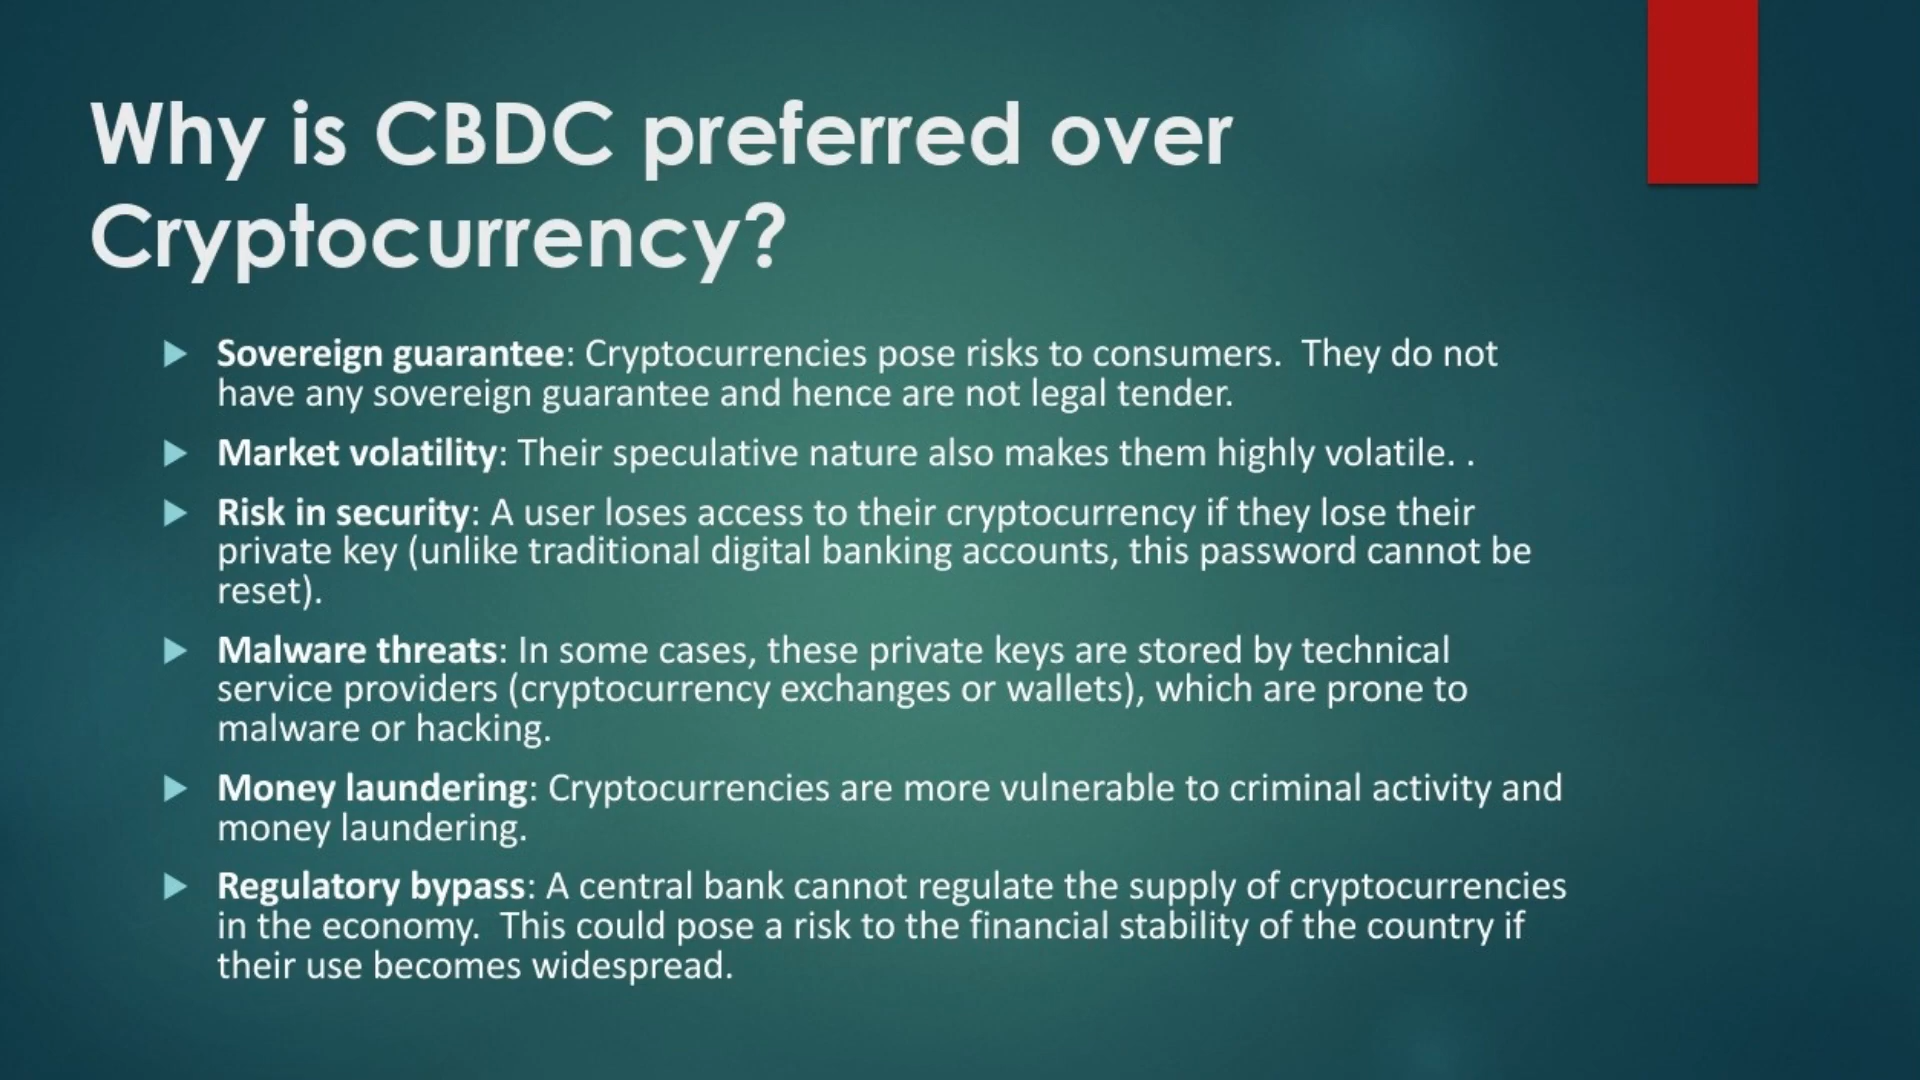 Why is CBDC preferred over
Cryptocurrency?
Sovereign guarantee: Cryptocurrencies pose risks to consumers.  They do not
have any sovereign guarantee and hence are not legal tender.
Market volatility: Their speculative nature also makes them highly volatile. .
Risk in security: A user loses access to their cryptocurrency if they lose their
private key (unlike traditional digital banking accounts, this password cannot be
reset).
Malware threats: In some cases, these private keys are stored by technical
service providers (cryptocurrency exchanges or wallets), which are prone to
malware or hacking.
Money laundering: Cryptocurrencies are more vulnerable to criminal activity and
money laundering.
Regulatory bypass: A central bank cannot regulate the supply of cryptocurrencies
in the economy.  This could pose a risk to the financial stability of the country if
their use becomes widespread.